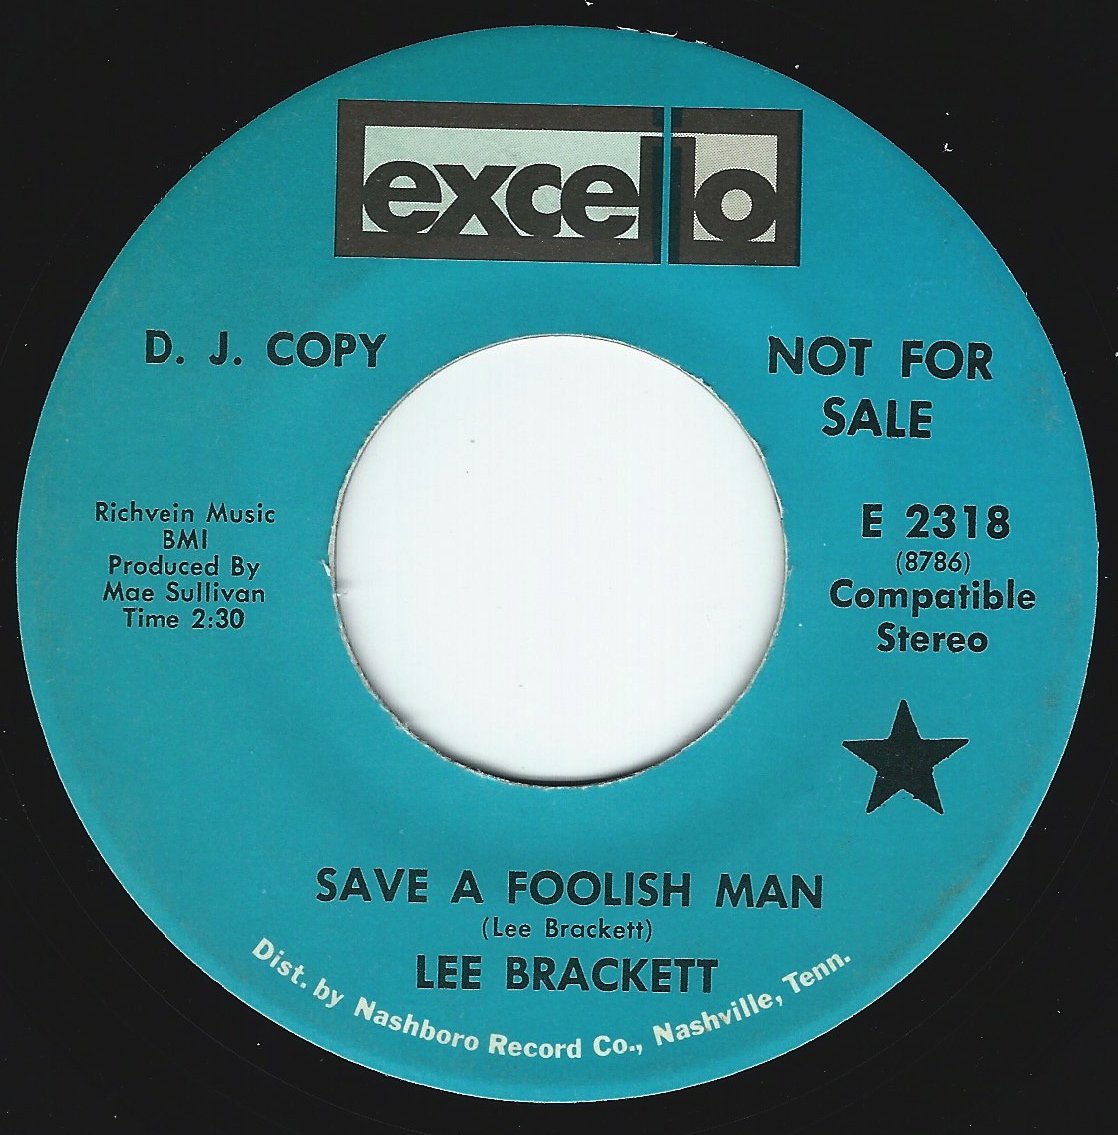 excello
D. J. COPY
NOT FOR
SALE
Richvein Music
BMI
Produced By
Mae Sullivan
Time 2:30
E 2318
(8786)
Compatible
Stereo
SAVE A FOOLISH MAN
(Lee Brackett)
LEE BRACKETT
Dist. by Nashboro Record Co., Nashville, Tenn.